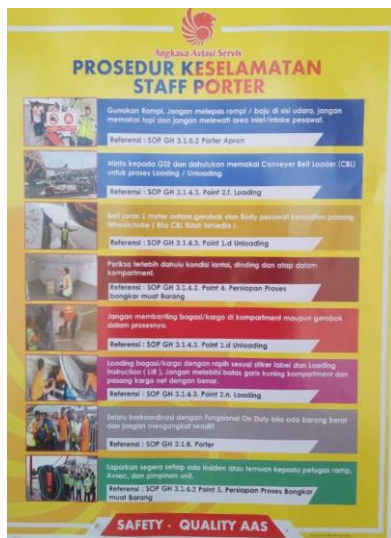 Angkasa Aviasi Servis
PROSEDUR KESELAMATAN
STAFF PORTER
Gunakan Rompi, Jangan melepas rompi / baju di sisi udara, jangan
memakai topi dan jangan melewati area inlet/intake pesawat.
Referensi : SOP GH 3.1.6.2 Porter Apron
Minta kepada GSE dan dahulukan memakai Conveyer Belt Loader (CBL)
untuk proses Loading / Unloading.
Referensi : SOP GH 3.1.4.3. Point 2.f. Loading
Beri jarak 1 meter antara gerobak dan Body pesawat kemudian pasang
Wheelchoke ( Bila CBL tidak tersedia ).
Referensi : SOP GH 3.1.4.3. Point 1.d Unloading
Periksa terlebih dahulu kondisi lantai, dinding dan atap dalam
kompartment.
Referensi : SOP GH 3.1.4.2. Point 4. Persiapan Proses
bongkar muat Barang
Jangan membanting bagasi/kargo di kompartment maupun gerobak
dalam prosesnya.
Referensi : SOP GH 3.1.4.3. Point 1.d Unloading
Loading bagasi/kargo dengan rapih sesuai stiker label dan Loading
Instruction ( LIR ), Jangan melebihi batas garis kuning kompartment dan
pasang kargo net dengan benar.
Referensi : SOP GH 3.1.4.3. Point 2.n. Loading
Selalu berkoordinasi dengan Fungsional On Duty bila ada barang berat
dan jangan mengangkat sendiri
Referensi : SOP GH 3.1.6. Porter
Laporkan segera setiap ada insiden atau temuan kepada petugas ramp,
Avsec, dan pimpinan unit.
Referensi : SOP GH 3.1.4.2 Point 5. Persiapan Proses Bongkar
muat Barang
SAFETY - QUALITY AAS